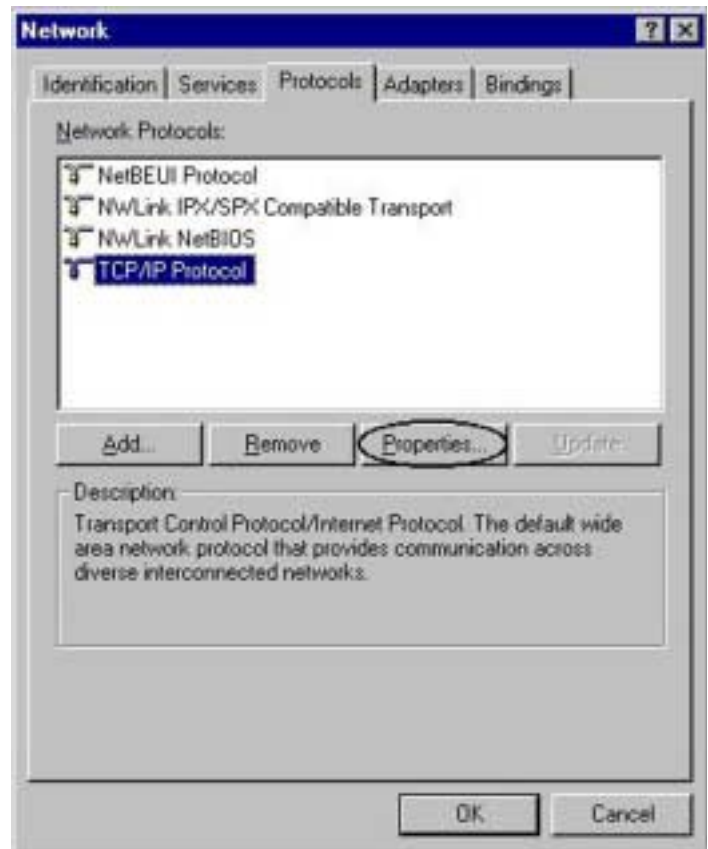 Network
Identification Services Protocols Adapters Bindings
Network Protocols:
NetBEUI Protocol
NWLink IPX/SPX Compatible Transport
NWLink NetBIOS
TCP/IP Protocol
Add... Remove Properties... Update...
Description:
Transport Control Protocol/Internet Protocol. The default wide
area network protocol that provides communication across
diverse interconnected networks.
OK Cancel